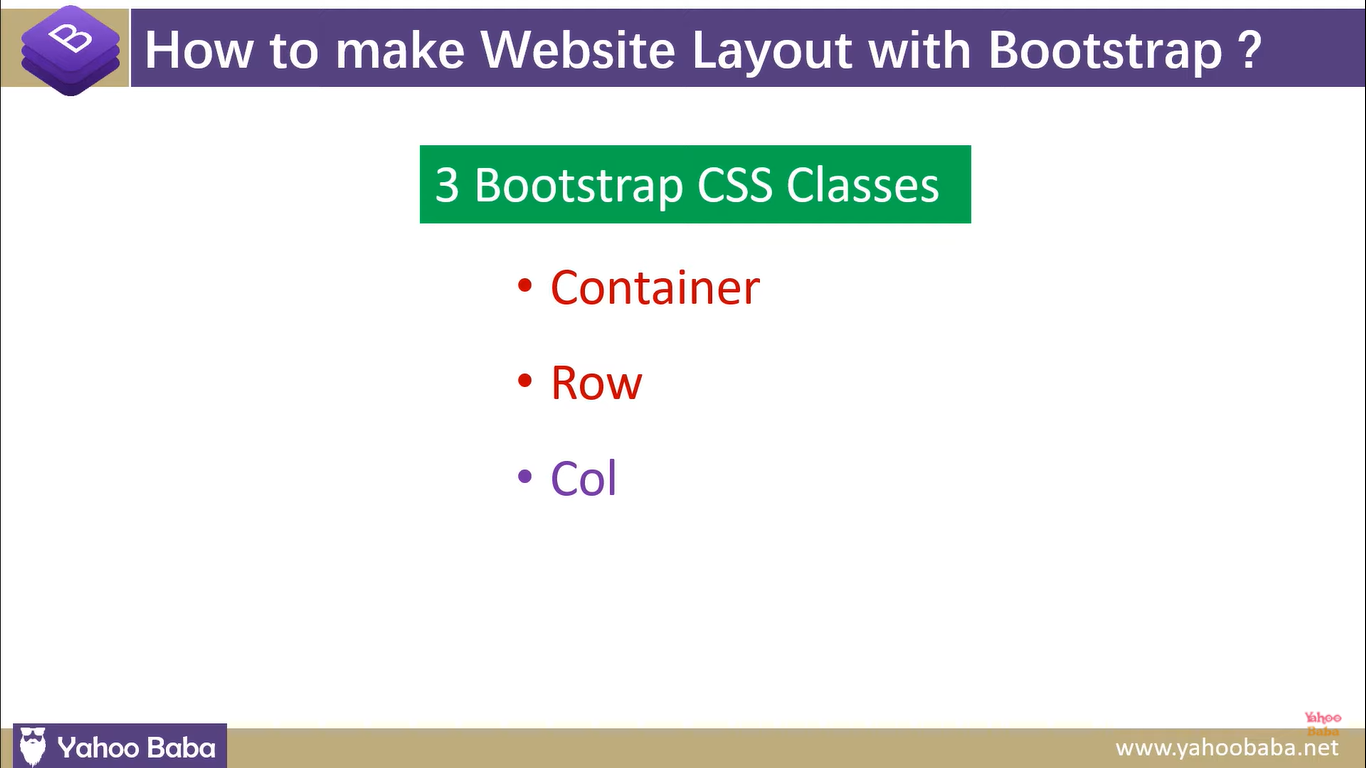 B
How to make Website Layout with Bootstrap ?
3 Bootstrap CSS Classes
• Container
• Row
• Col
Yahoo
Baba
Yahoo Baba
www.yahoobaba.net